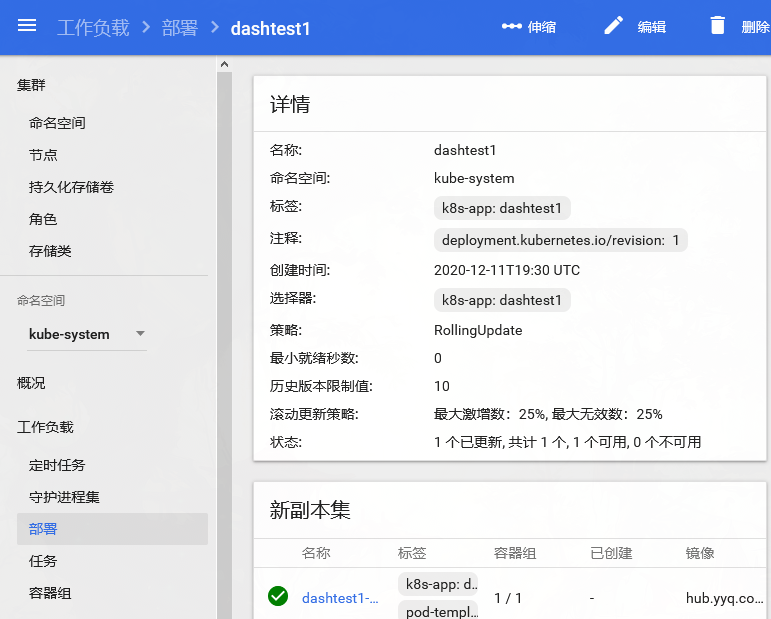 工作负载 > 部署 > dashtest1 伸缩 编辑 删除
集群
命名空间
节点
持久化存储卷
角色
存储类
命名空间
kube-system
概况
工作负载
定时任务
守护进程集
部署
任务
容器组
详情
名称: dashtest1
命名空间: kube-system
标签: k8s-app: dashtest1
注释: deployment.kubernetes.io/revision: 1
创建时间: 2020-12-11T19:30 UTC
选择器: k8s-app: dashtest1
策略: RollingUpdate
最小就绪秒数: 0
历史版本限制值: 10
滚动更新策略: 最大激增数: 25%, 最大无效数: 25%
状态: 1 个已更新, 共计 1 个, 1 个可用, 0 个不可用
新副本集
名称 标签 容器组 已创建 镜像
k8s-app: d...
dashtest1-... 1 / 1 - hub.yyq.co...
pod-templ...